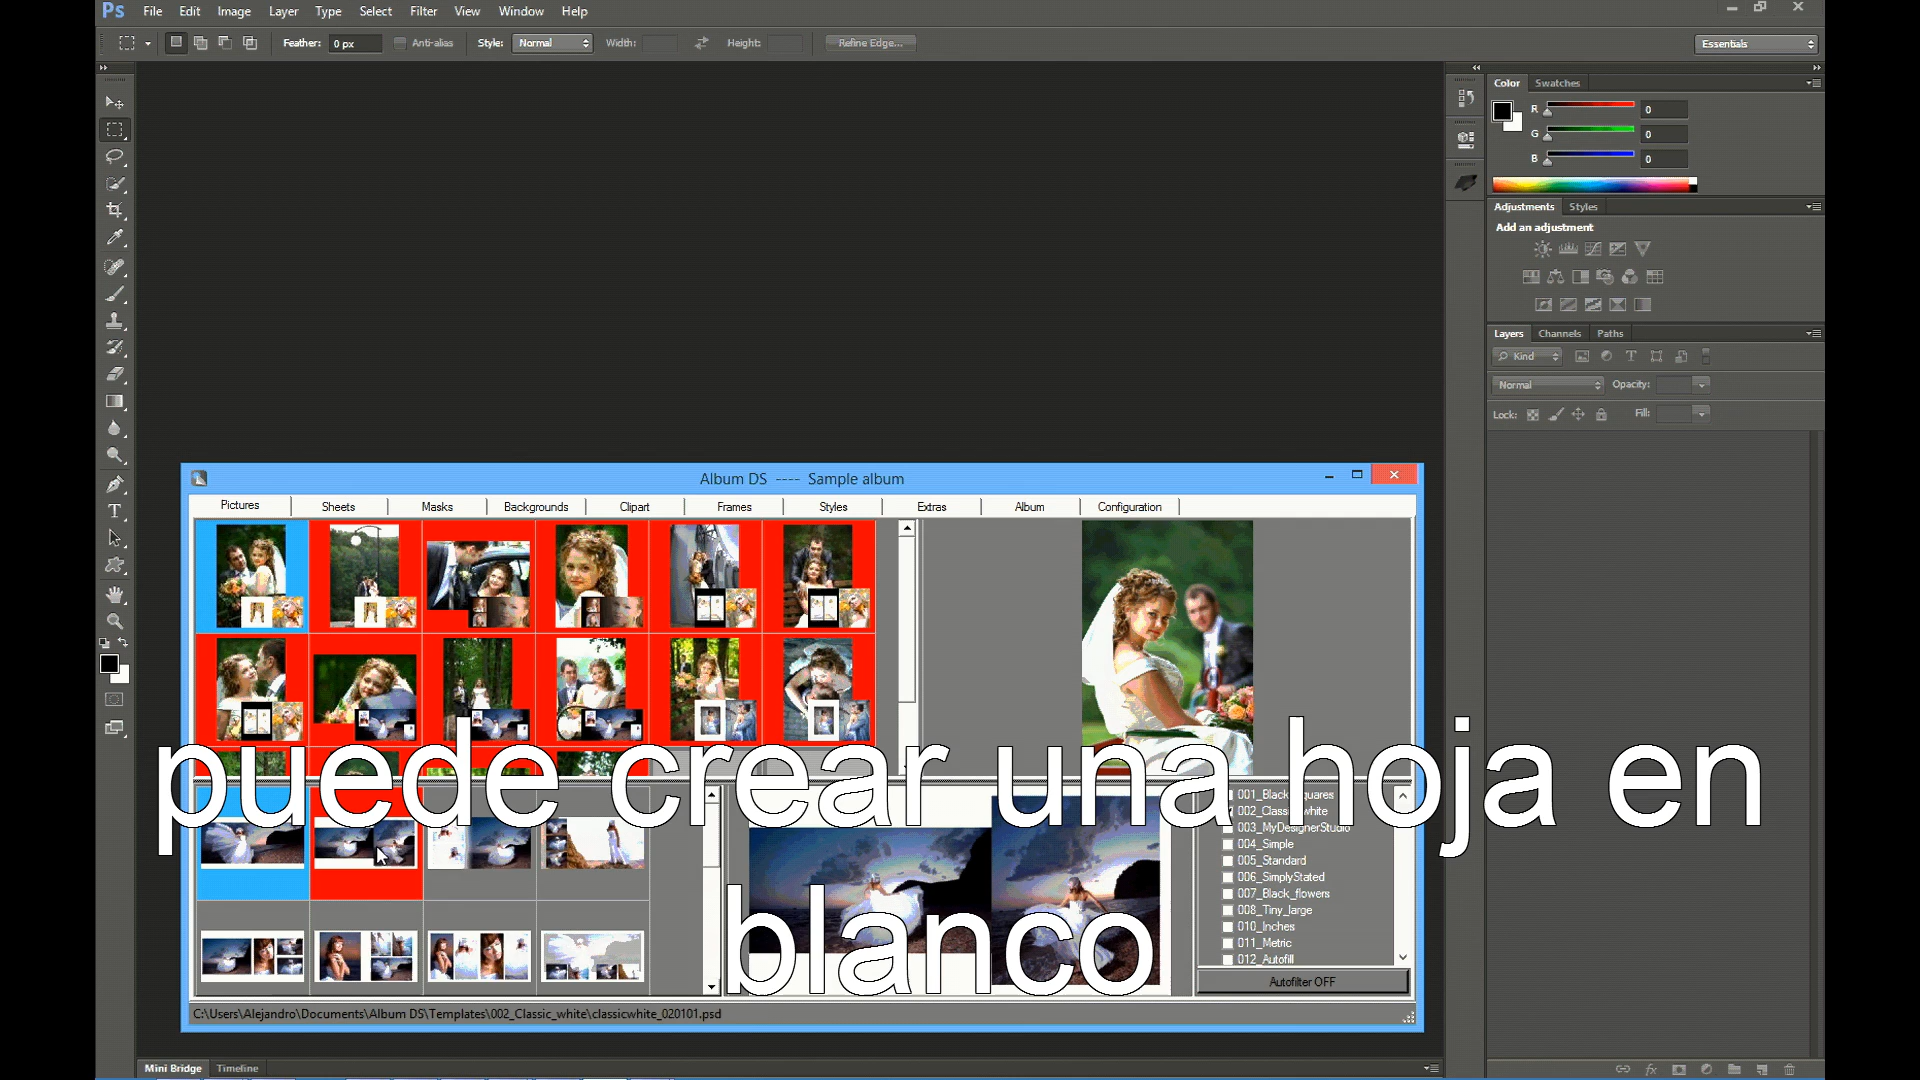 Ps File Edit Image Layer Type Select Filter View Window Help
Feather: 0 px Anti-alias Style: Normal Width: Height: Refine Edge... Essentials
Color Swatches
R 0
G 0
B 0
Adjustments Styles
Add an adjustment
Layers Channels Paths
Kind
Normal Opacity:
Lock: Fill:
Album DS ---- Sample album
Pictures Sheets Masks Backgrounds Clipart Frames Styles Extras Album Configuration
puede crear una hoja en
blanco
002_Classic_white
003_MyDesignerStudio
004_Simple
005_Standard
006_SimplyStated
007_Black_flowers
008_Tiny_large
010_Inches
011_Metric
012_Autofill
Autofilter OFF
C:\Users\Alejandro\Documents\Album DS\Templates\002_Classic_white\classicwhite_020101.psd
Mini Bridge Timeline